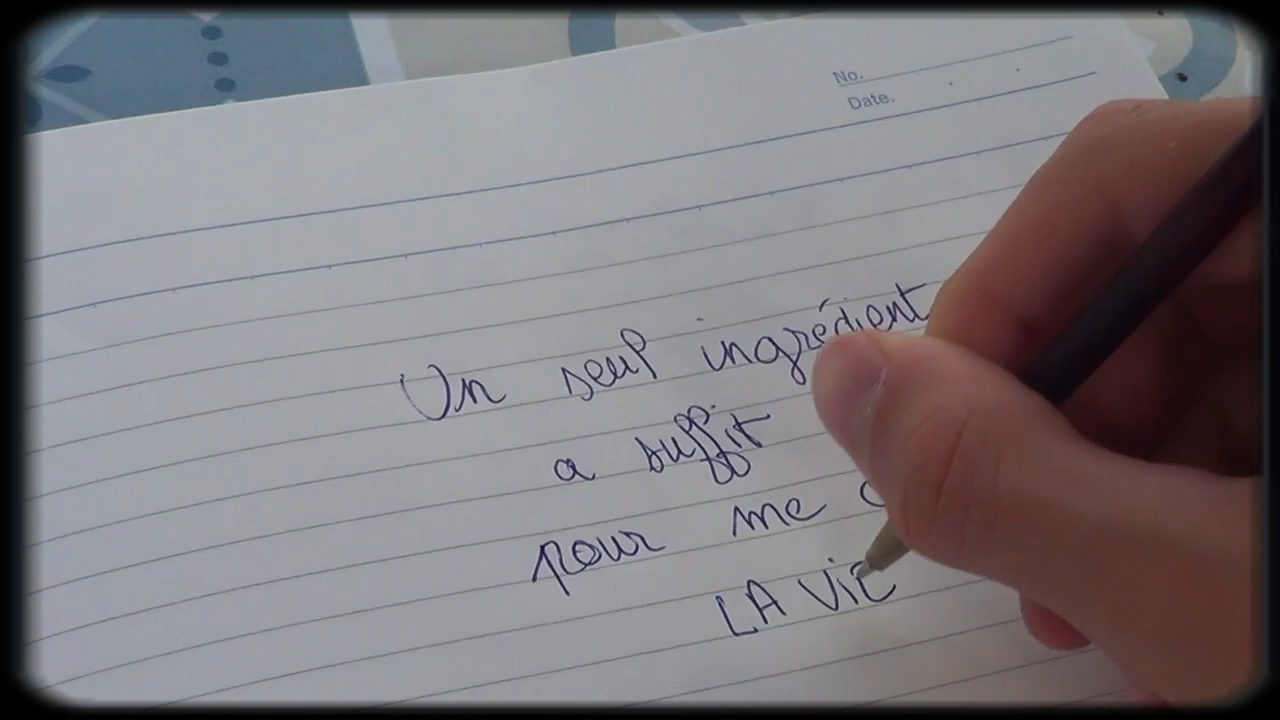 No.
Date.
Un seul ingrédient
a suffit
pour me
LA ViE